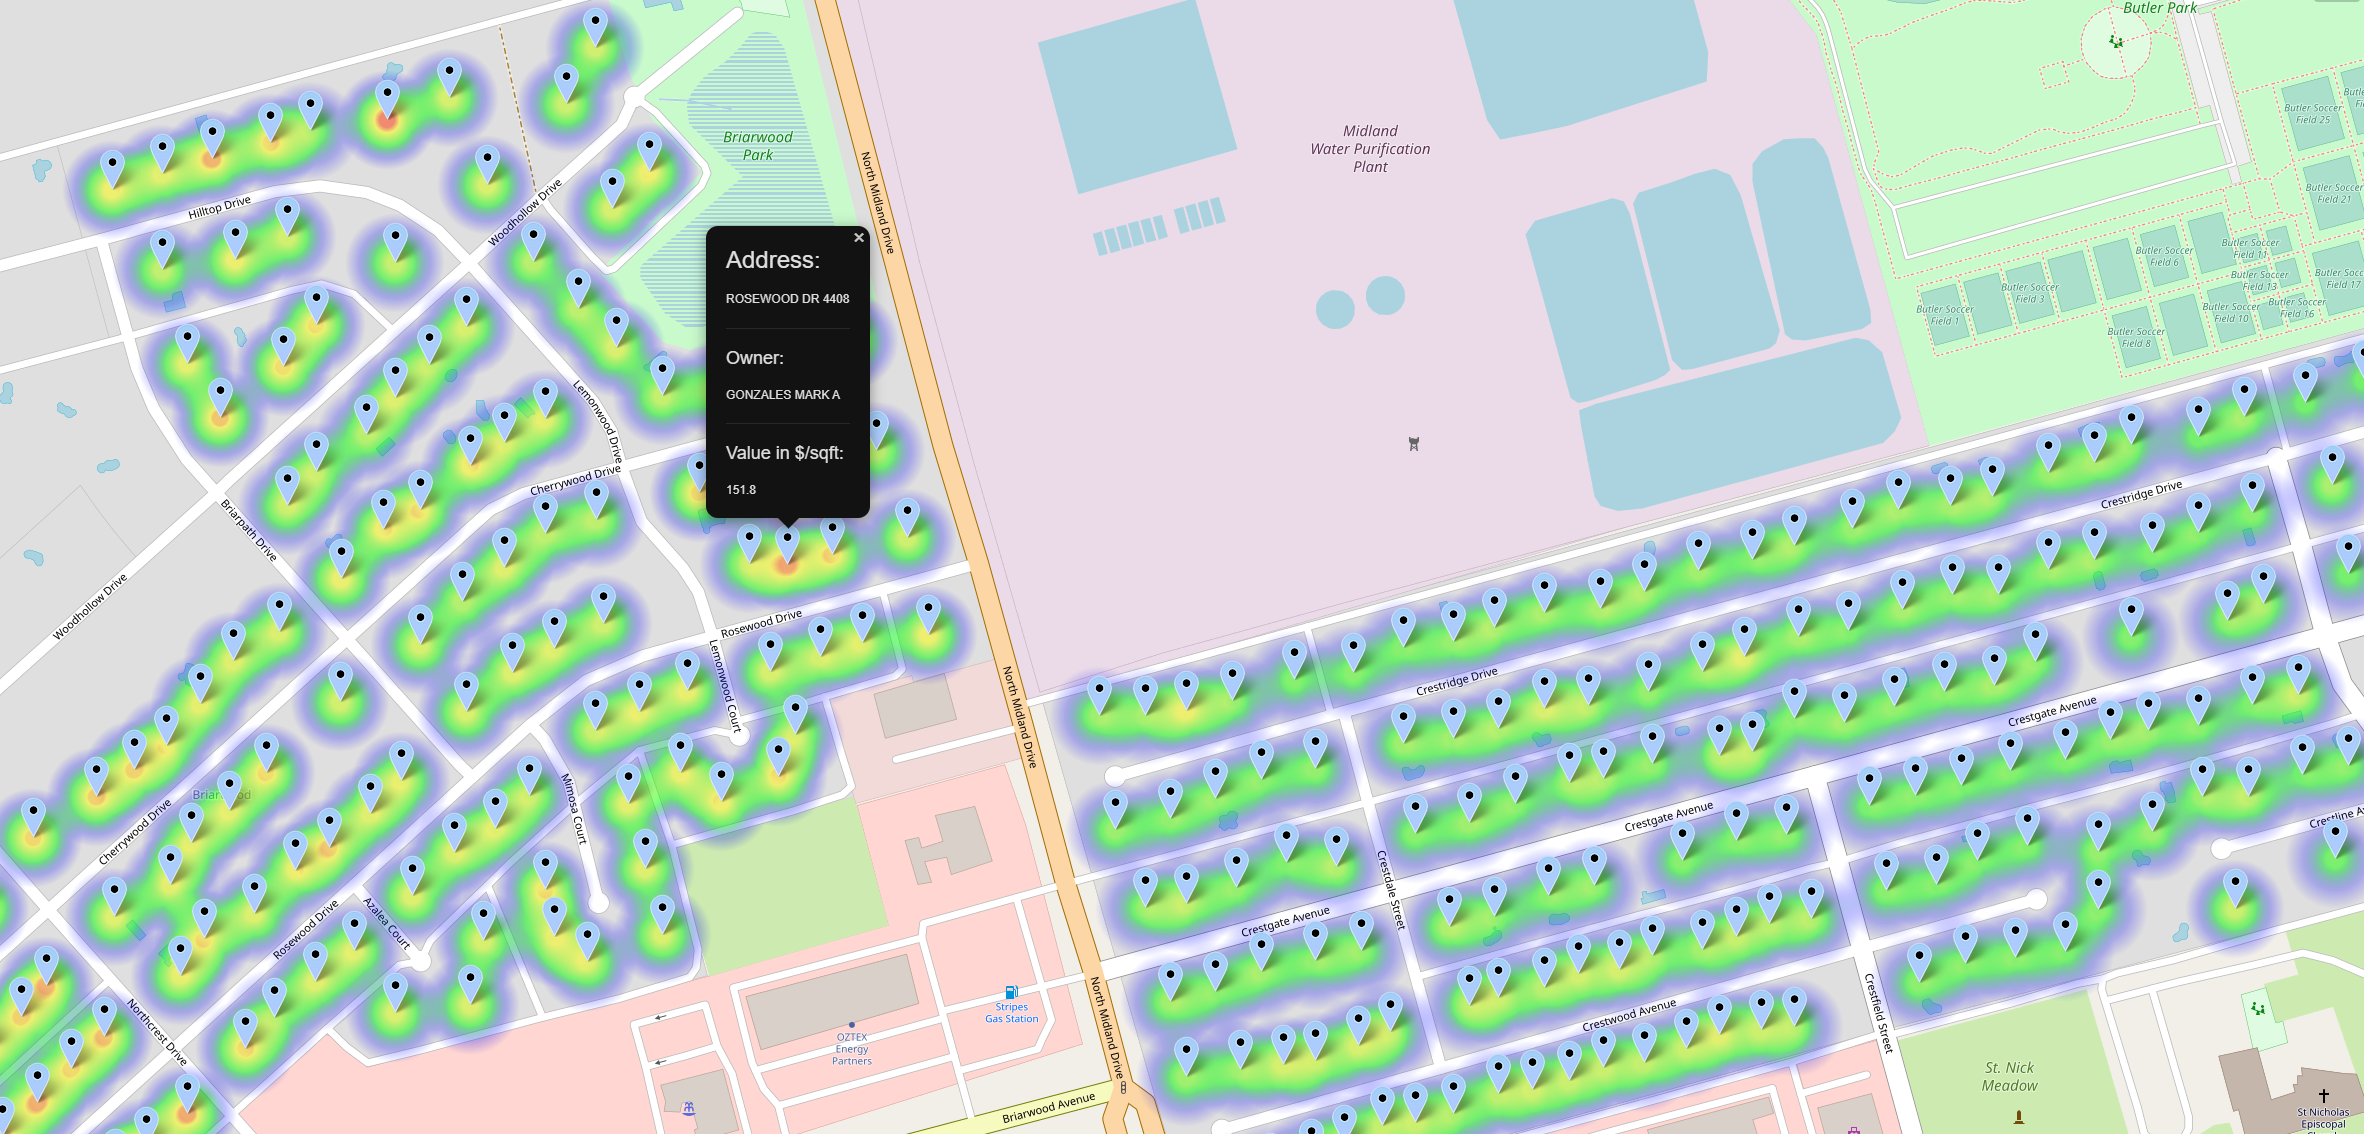 Butler Park
Briarwood
Park
Midland
Water Purification
Plant
North Midland Drive
Butler Soccer
Field 25
Butler Soccer
Field 21
Hilltop Drive
Woodhollow Drive
Address:
ROSEWOOD DR 4408
Owner:
GONZALES MARK A
Value in $/sqft:
151.8
Butler Soccer
Field 6
Butler Soccer
Field 11
Butler Soccer
Field 13
Butler Soccer
Field 17
Butler Soccer
Field 3
Butler Soccer
Field 1
Butler Soccer
Field 10
Butler Soccer
Field 16
Butler Soccer
Field 8
Lemonwood Drive
Cherrywood Drive
Briarpath Drive
Crestridge Drive
Woodhollow Drive
Rosewood Drive
Lemonwood Court
North Midland Drive
Crestridge Drive
Crestgate Avenue
Mimosa Court
Cherrywood Drive
Crestgate Avenue
Crestdale Street
Crestgate Avenue
Rosewood Drive
Azalea Court
Northcrest Drive
Stripes
Gas Station
OZTEX
Energy
Partners
North Midland Drive
Crestwood Avenue
Crestfield Street
St. Nick
Meadow
Briarwood Avenue
St Nicholas
Episcopal